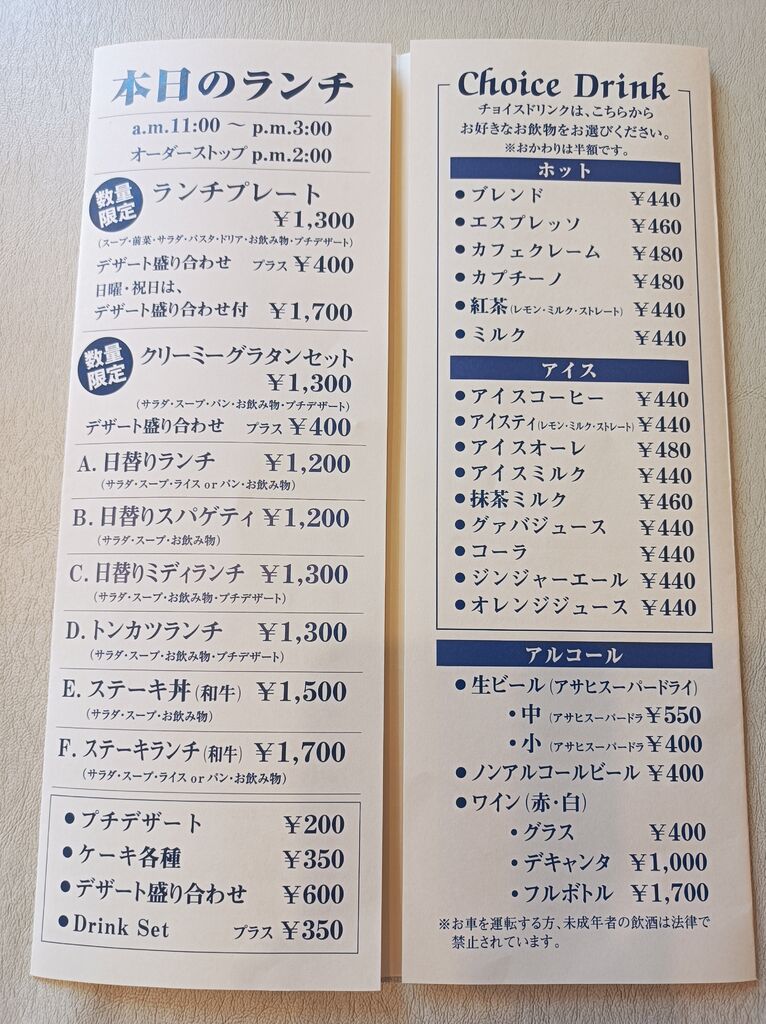 本日のランチ
a.m.11:00 〜 p.m.3:00
オーダーストップ p.m.2:00
数量限定
ランチプレート
¥1,300
(スープ・前菜・サラダ・パスタ・ドリア・お飲み物・プチデザート)
デザート盛り合わせ プラス ¥400
日曜・祝日は、
デザート盛り合わせ付 ¥1,700
数量限定
クリーミーグラタンセット
¥1,300
(サラダ・スープ・パン・お飲み物・プチデザート)
デザート盛り合わせ プラス ¥400
A. 日替りランチ ¥1,200
(サラダ・スープ・ライス or パン・お飲み物)
B. 日替りスパゲティ ¥1,200
(サラダ・スープ・お飲み物)
C. 日替りミディランチ ¥1,300
(サラダ・スープ・お飲み物・プチデザート)
D. トンカツランチ ¥1,300
(サラダ・スープ・お飲み物・プチデザート)
E. ステーキ丼(和牛) ¥1,500
(サラダ・スープ・お飲み物)
F. ステーキランチ(和牛) ¥1,700
(サラダ・スープ・ライス or パン・お飲み物)
●プチデザート ¥200
●ケーキ各種 ¥350
●デザート盛り合わせ ¥600
●Drink Set プラス ¥350
Choice Drink
チョイスドリンクは、こちらから
お好きなお飲物をお選びください。
※おかわりは半額です。
ホット
●ブレンド ¥440
●エスプレッソ ¥460
●カフェクレーム ¥480
●カプチーノ ¥480
●紅茶(レモン・ミルク・ストレート) ¥440
●ミルク ¥440
アイス
●アイスコーヒー ¥440
●アイスティ(レモン・ミルク・ストレート) ¥440
●アイスオーレ ¥480
●アイスミルク ¥440
●抹茶ミルク ¥460
●グァバジュース ¥440
●コーラ ¥440
●ジンジャーエール ¥440
●オレンジジュース ¥440
アルコール
●生ビール(アサヒスーパードライ)
・中 (アサヒスーパードラ ¥550
・小 (アサヒスーパードラ ¥400
●ノンアルコールビール ¥400
●ワイン(赤・白)
・グラス ¥400
・デキャンタ ¥1,000
・フルボトル ¥1,700
※お車を運転する方、未成年者の飲酒は法律で
禁止されています。